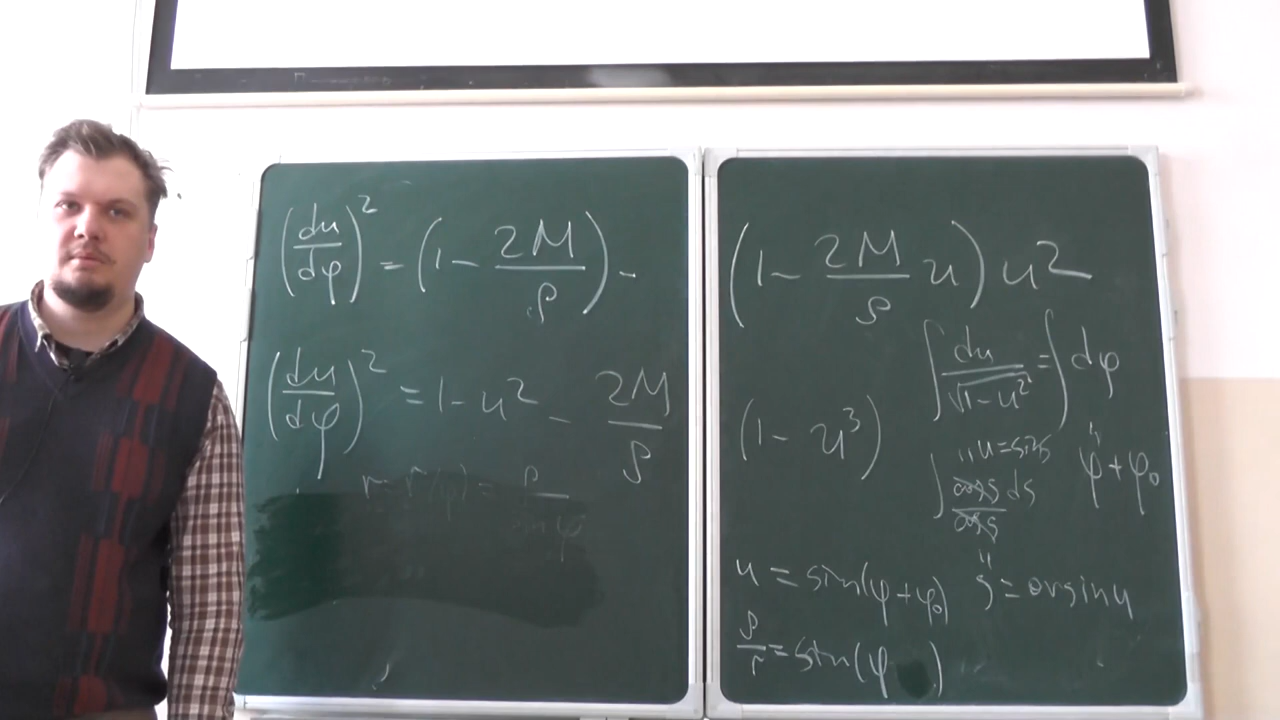 (du/dφ)² = (1 - 2M/ρ) - (1 - 2M/ρ u) u²
(du/dφ)² = 1 - u² - 2M/ρ (1 - u³)
r = r(φ) = ρ/sin φ
∫ du/√1-u² = ∫ dφ
" u = sin s " φ + φ₀
∫ cos s ds/cos s
"
s = arcsin u
u = sin(φ + φ₀)
ρ/r = sin(φ )